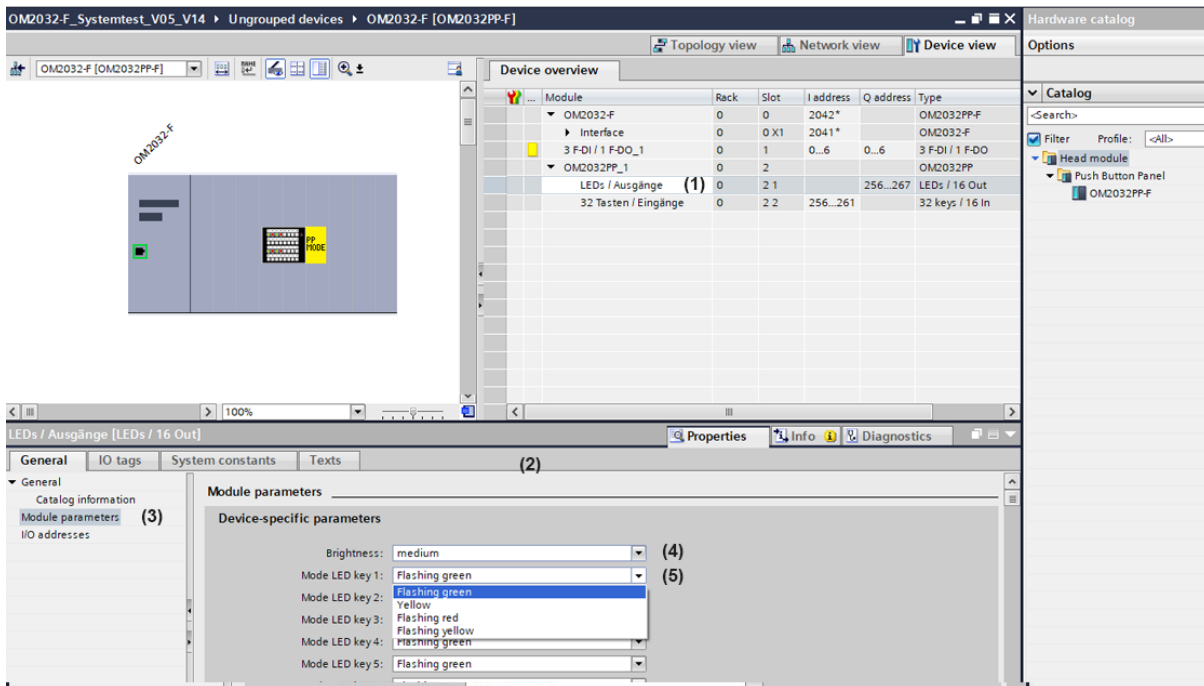 OM2032-F_Systemtest_V05_V14 ▸ Ungrouped devices ▸ OM2032-F [OM2032PP-F]
Hardware catalog
Topology view Network view Device view
Options
OM2032-F [OM2032PP-F]
Device overview
Catalog
... Module Rack Slot I address Q address Type
<Search>
OM2032-F 0 0 2042* OM2032PP-F
Interface 0 0 X1 2041* OM2032-F
Filter Profile: <All>
3 F-DI / 1 F-DO_1 0 1 0...6 0...6 3 F-DI / 1 F-DO
Head module
OM2032PP_1 0 2 OM2032PP
Push Button Panel
LEDs / Ausgänge (1) 0 2 1 256...267 LEDs / 16 Out
OM2032PP-F
32 Tasten / Eingänge 0 2 2 256...261 32 keys / 16 In
OM2032-F
PP
MODE
100%
LEDs / Ausgänge [LEDs / 16 Out]
Properties Info Diagnostics
General IO tags System constants Texts
(2)
General
Catalog information
Module parameters (3)
I/O addresses
Module parameters
Device-specific parameters
Brightness: medium (4)
Mode LED key 1: Flashing green (5)
Flashing green
Mode LED key 2:
Yellow
Mode LED key 3: Flashing red
Flashing yellow
Mode LED key 4: Flashing green
Mode LED key 5: Flashing green